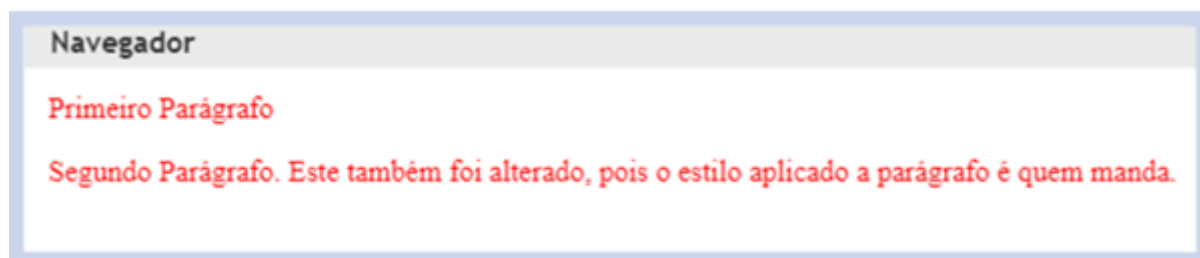 Navegador
Primeiro Parágrafo
Segundo Parágrafo. Este também foi alterado, pois o estilo aplicado a parágrafo é quem manda.